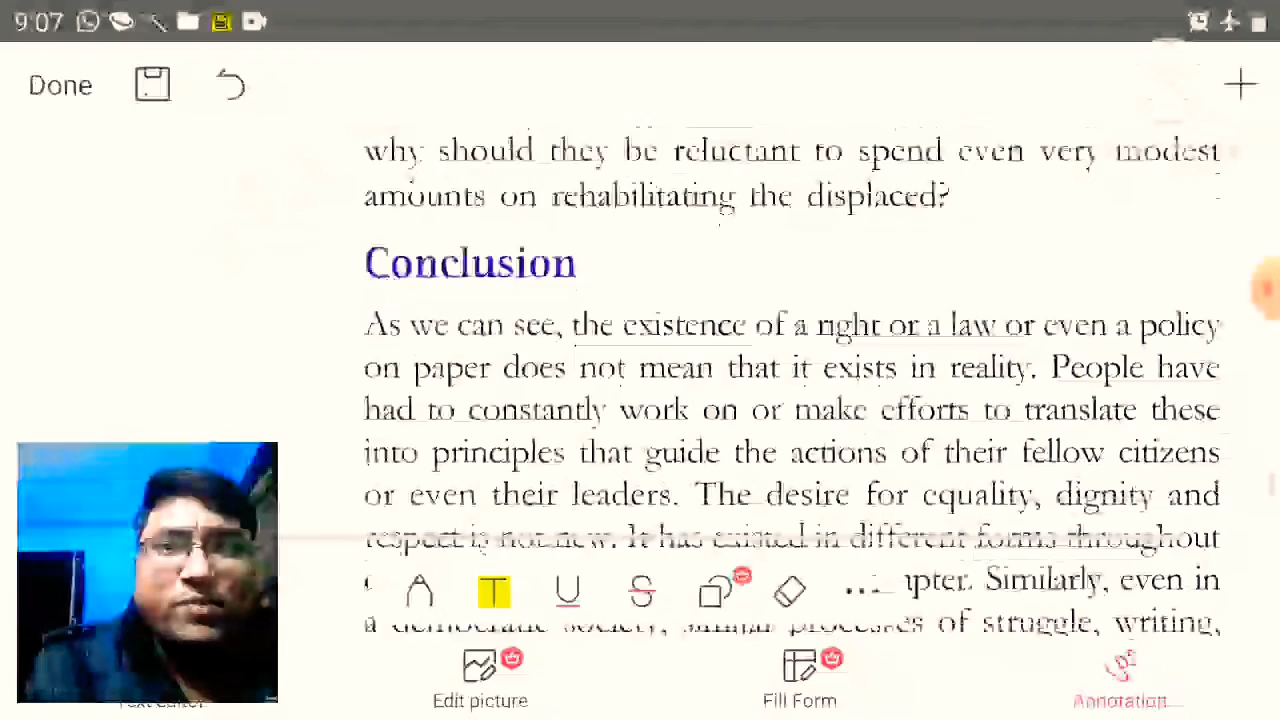 9:07
Done
why should they be reluctant to spend even very modest
amounts on rehabilitating the displaced?
Conclusion
As we can see, the existence of a right or a law or even a policy
on paper does not mean that it exists in reality. People have
had to constantly work on or make efforts to translate these
into principles that guide the actions of their fellow citizens
or even their leaders. The desire for equality, dignity and
respect is not new. It has existed in different forms throughout
Similarly, even in
a democratic society, similar processes of struggle, writing,
T U S ...
Edit picture
Fill Form
Annotation
Text editor